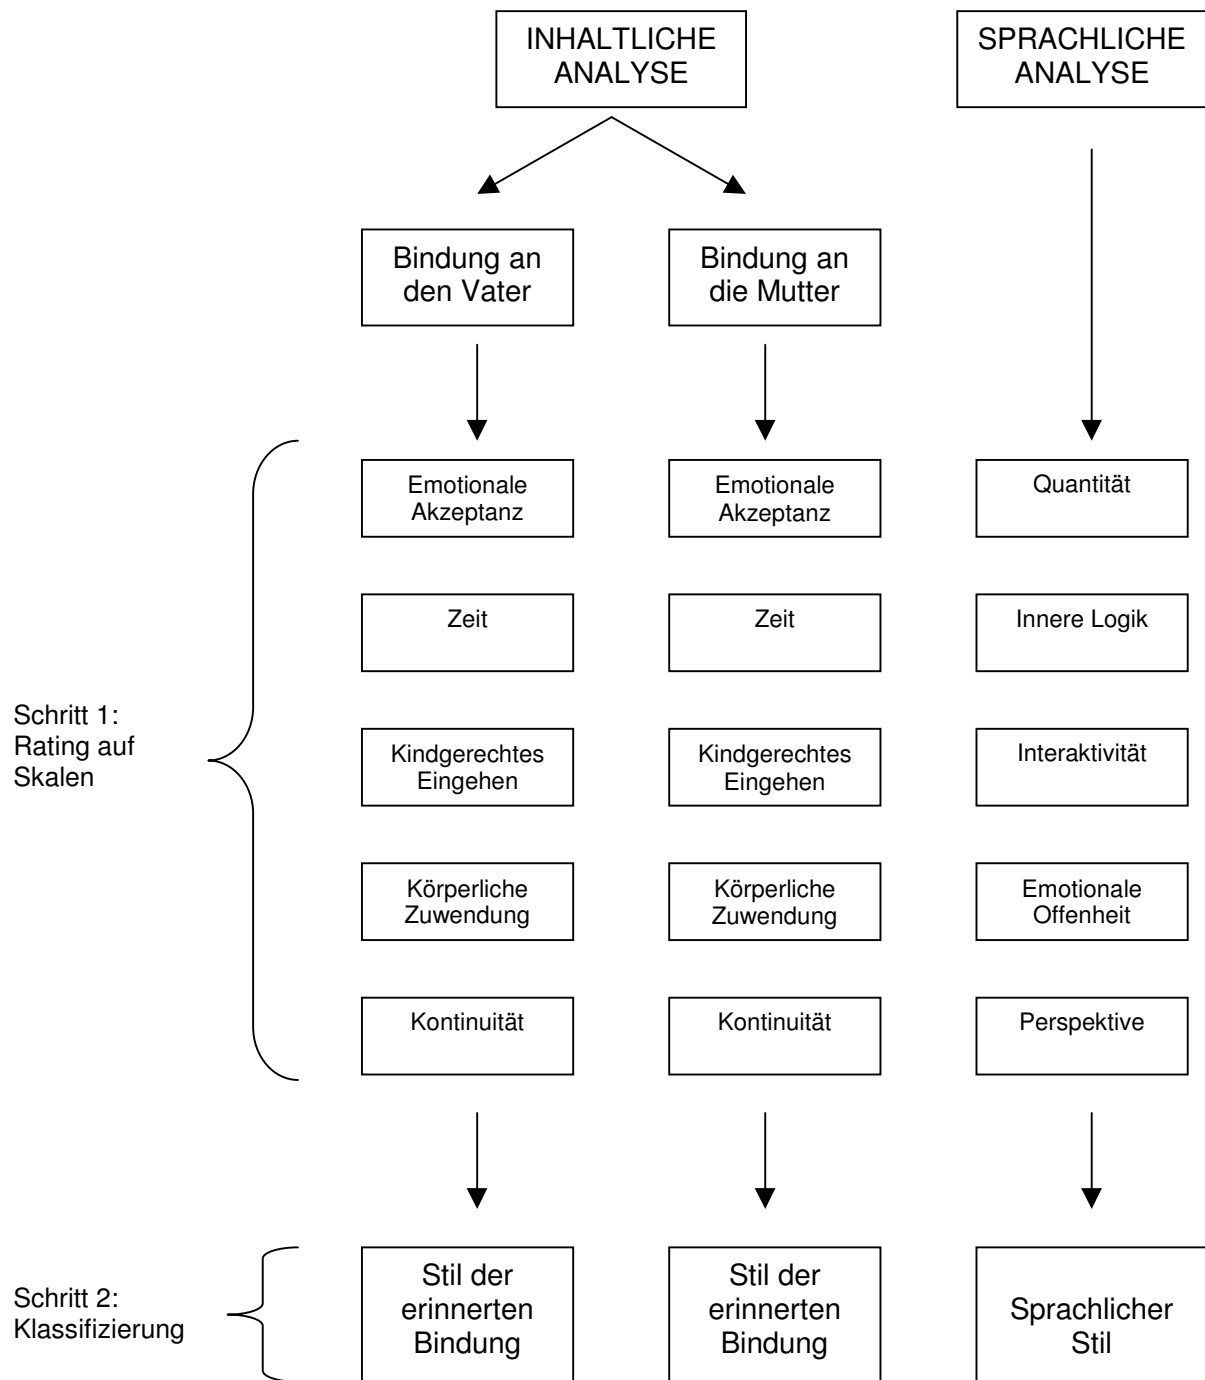 INHALTLICHE
ANALYSE
SPRACHLICHE
ANALYSE
Bindung an
den Vater
Bindung an
die Mutter
Emotionale
Akzeptanz
Emotionale
Akzeptanz
Quantität
Zeit
Zeit
Innere Logik
Schritt 1:
Rating auf
Skalen
Kindgerechtes
Eingehen
Kindgerechtes
Eingehen
Interaktivität
Körperliche
Zuwendung
Körperliche
Zuwendung
Emotionale
Offenheit
Kontinuität
Kontinuität
Perspektive
Schritt 2:
Klassifizierung
Stil der
erinnerten
Bindung
Stil der
erinnerten
Bindung
Sprachlicher
Stil